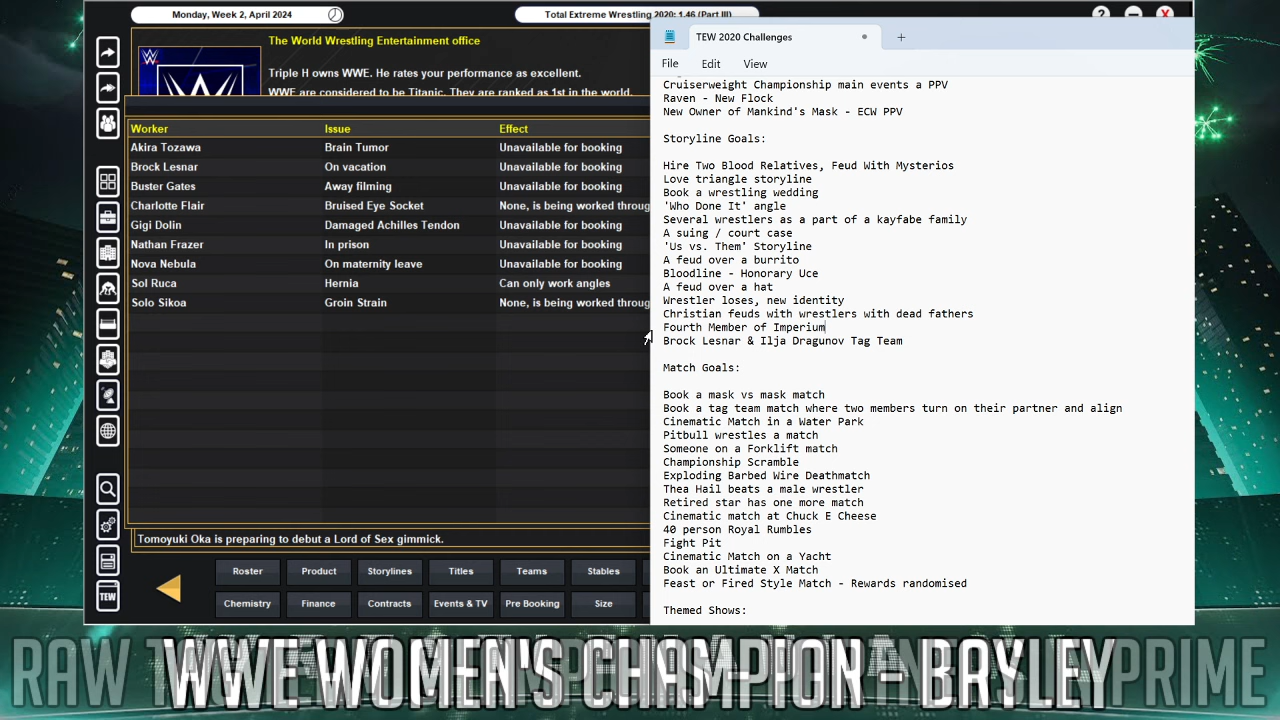 Monday, Week 2, April 2024
Total Extreme Wrestling 2020: 1.46 (Part III)
?
X
The World Wrestling Entertainment office
Triple H owns WWE. He rates your performance as excellent.
WWE are considered to be Titanic. They are ranked as 1st in the world.
Worker Issue Effect
Akira Tozawa Brain Tumor Unavailable for booking
Brock Lesnar On vacation Unavailable for booking
Buster Gates Away filming Unavailable for booking
Charlotte Flair Bruised Eye Socket None, is being worked throug
Gigi Dolin Damaged Achilles Tendon Unavailable for booking
Nathan Frazer In prison Unavailable for booking
Nova Nebula On maternity leave Unavailable for booking
Sol Ruca Hernia Can only work angles
Solo Sikoa Groin Strain None, is being worked throug
Tomoyuki Oka is preparing to debut a Lord of Sex gimmick.
Roster Product Storylines Titles Teams Stables
Chemistry Finance Contracts Events & TV Pre Booking Size
TEW
TEW 2020 Challenges
File Edit View
Cruiserweight Championship main events a PPV
Raven - New Flock
New Owner of Mankind's Mask - ECW PPV
Storyline Goals:
Hire Two Blood Relatives, Feud With Mysterios
Love triangle storyline
Book a wrestling wedding
'Who Done It' angle
Several wrestlers as a part of a kayfabe family
A suing / court case
'Us vs. Them' Storyline
A feud over a burrito
Bloodline - Honorary Uce
A feud over a hat
Wrestler loses, new identity
Christian feuds with wrestlers with dead fathers
Fourth Member of Imperium
Brock Lesnar & Ilja Dragunov Tag Team
Match Goals:
Book a mask vs mask match
Book a tag team match where two members turn on their partner and align
Cinematic Match in a Water Park
Pitbull wrestles a match
Someone on a Forklift match
Championship Scramble
Exploding Barbed Wire Deathmatch
Thea Hail beats a male wrestler
Retired star has one more match
Cinematic match at Chuck E Cheese
40 person Royal Rumbles
Fight Pit
Cinematic Match on a Yacht
Book an Ultimate X Match
Feast or Fired Style Match - Rewards randomised
Themed Shows:
WWE WOMEN'S CHAMPION - BAYLEY
RAW PRIME